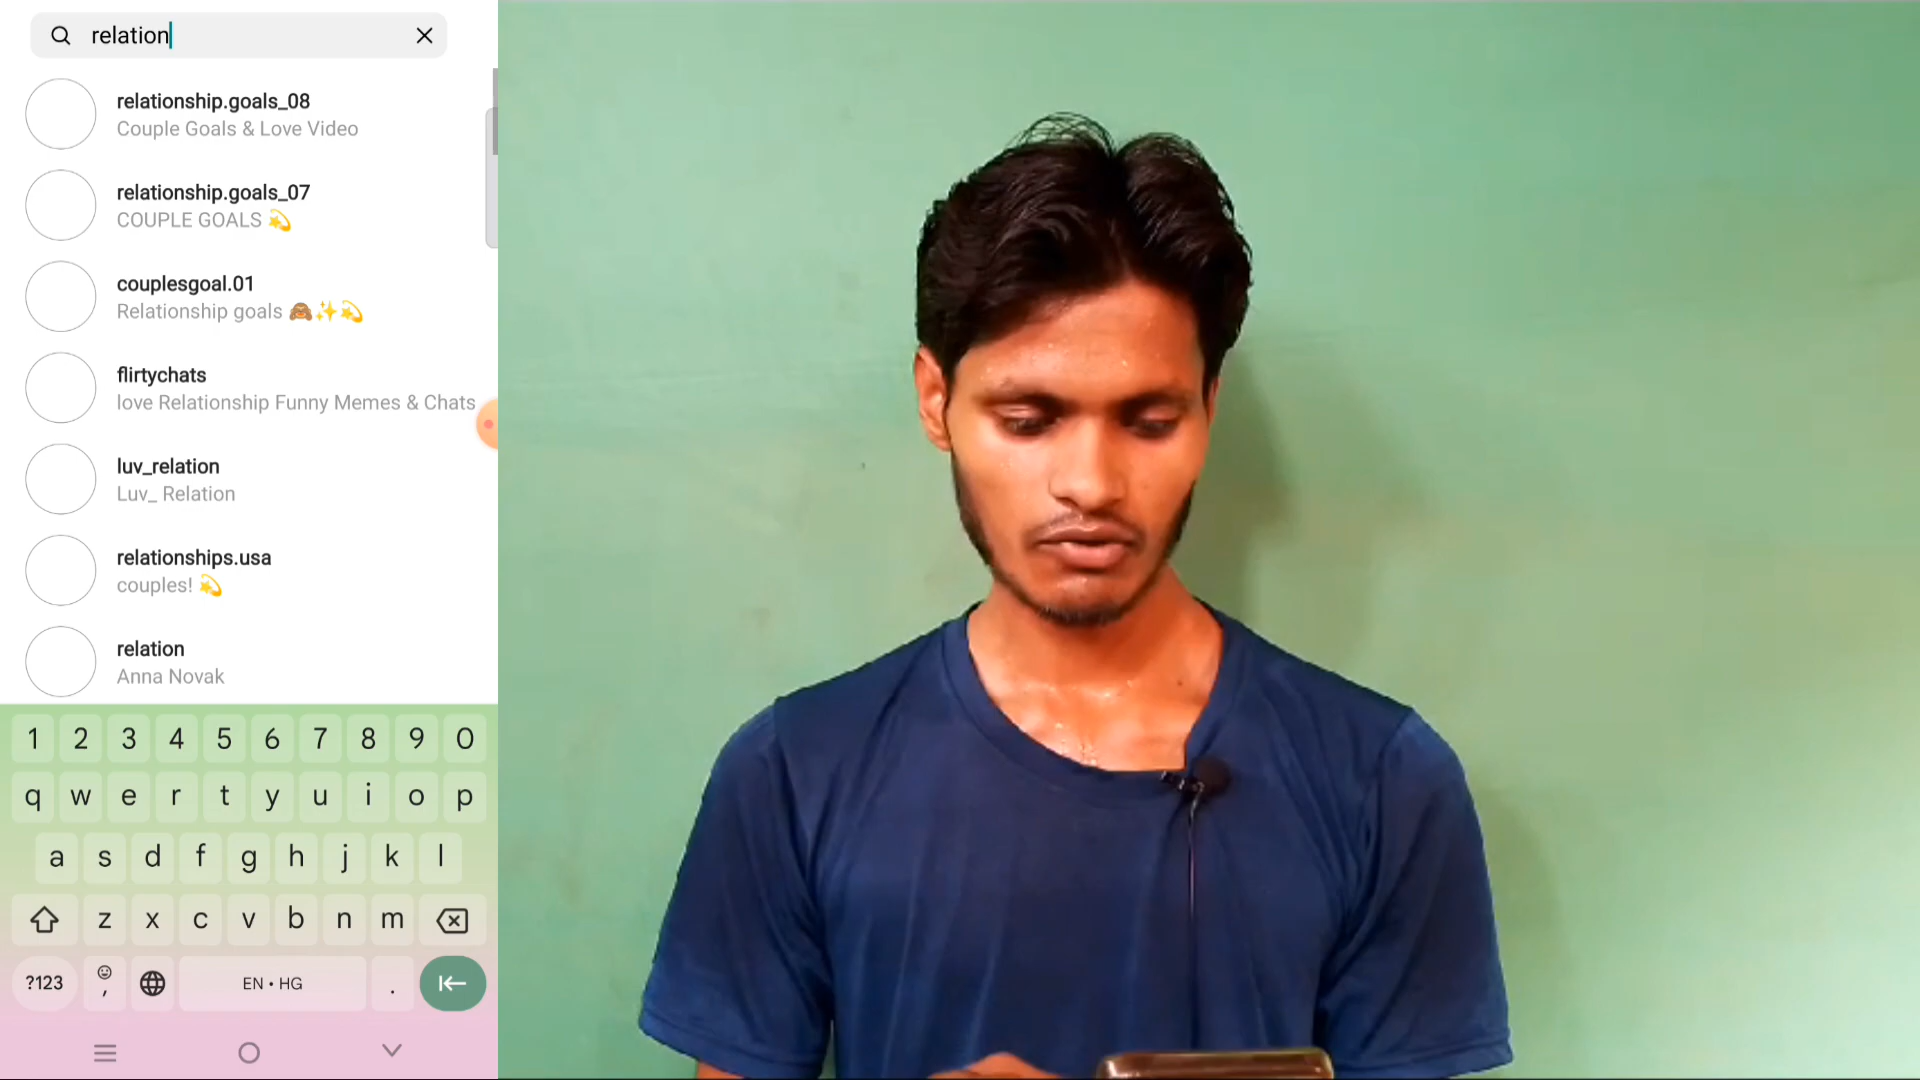 relation
relationship.goals_08
Couple Goals & Love Video
relationship.goals_07
COUPLE GOALS 💫
couplesgoal.01
Relationship goals 🙈✨💫
flirtychats
love Relationship Funny Memes & Chats
luv_relation
Luv_ Relation
relationships.usa
couples! 💫
relation
Anna Novak
1 2 3 4 5 6 7 8 9 0
q w e r t y u i o p
a s d f g h j k l
z x c v b n m
?123 , EN • HG .